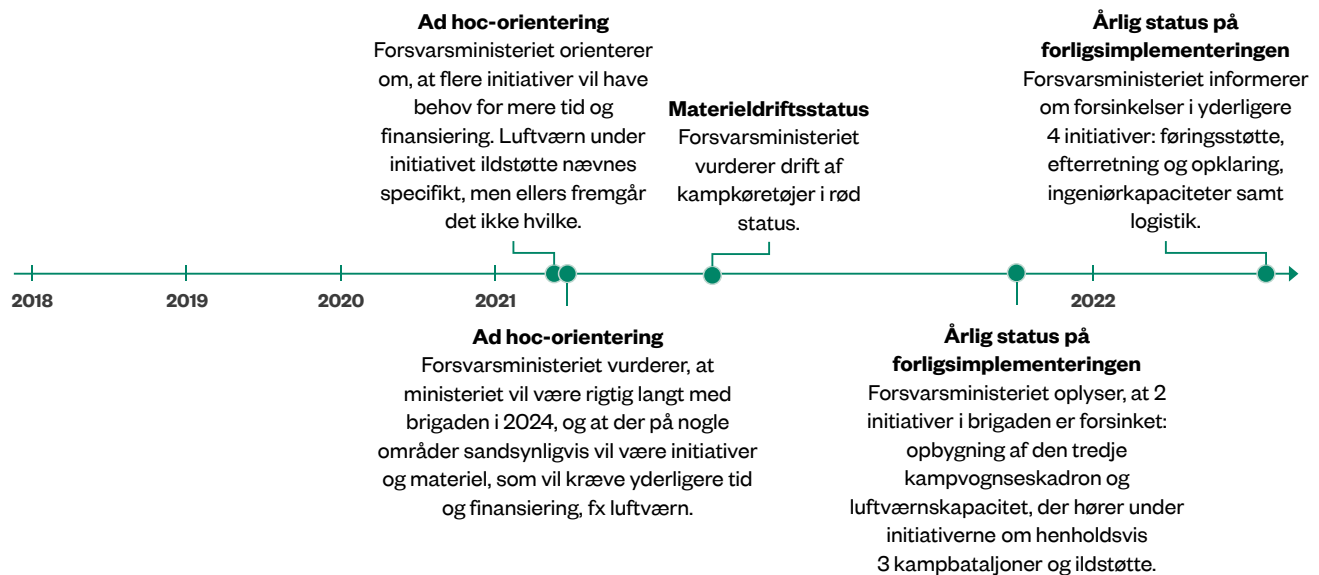 Ad hoc-orientering
Forsvarsministeriet orienterer
om, at flere initiativer vil have
behov for mere tid og
finansiering. Luftværn under
initiativet ildstøtte nævnes
specifikt, men ellers fremgår
det ikke hvilke.
Materieldriftsstatus
Forsvarsministeriet
vurderer drift af
kampkøretøjer i rød
status.
Årlig status på
forligsimplementeringen
Forsvarsministeriet informerer
om forsinkelser i yderligere
4 initiativer: føringsstøtte,
efterretning og opklaring,
ingeniørkapaciteter samt
logistik.
2018
2019
2020
2021
2022
Ad hoc-orientering
Forsvarsministeriet vurderer, at
ministeriet vil være rigtig langt med
brigaden i 2024, og at der på nogle
områder sandsynligvis vil være initiativer
og materiel, som vil kræve yderligere tid
og finansiering, fx luftværn.
Årlig status på
forligsimplementeringen
Forsvarsministeriet oplyser, at 2
initiativer i brigaden er forsinket:
opbygning af den tredje
kampvognseskadron og
luftværnskapacitet, der hører under
initiativerne om henholdsvis
3 kampbataljoner og ildstøtte.